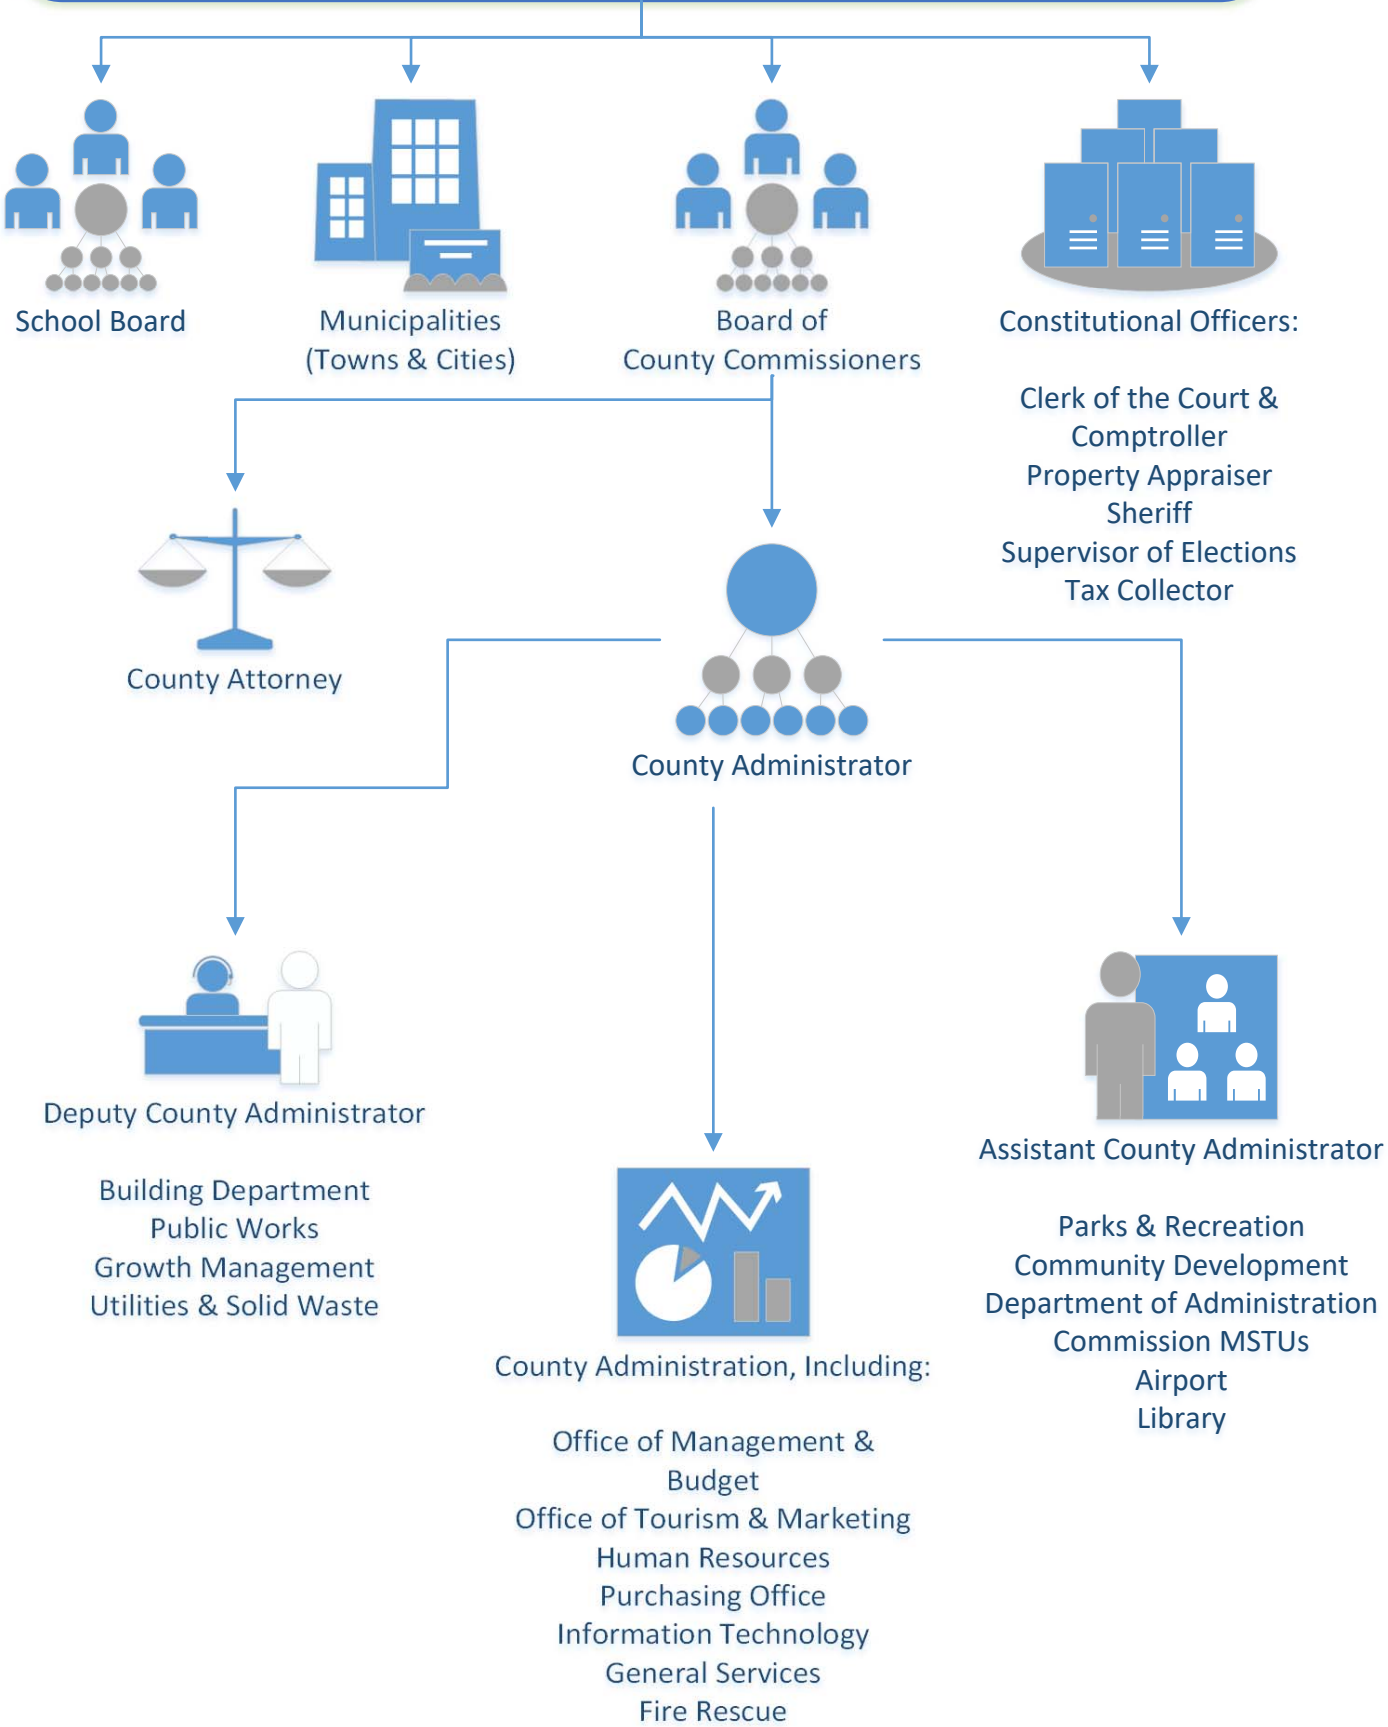 School Board
Municipalities
(Towns & Cities)
Board of
County Commissioners
Constitutional Officers:
Clerk of the Court &
Comptroller
Property Appraiser
Sheriff
Supervisor of Elections
Tax Collector
County Attorney
County Administrator
Deputy County Administrator
Building Department
Public Works
Growth Management
Utilities & Solid Waste
County Administration, Including:
Office of Management &
Budget
Office of Tourism & Marketing
Human Resources
Purchasing Office
Information Technology
General Services
Fire Rescue
Assistant County Administrator
Parks & Recreation
Community Development
Department of Administration
Commission MSTUs
Airport
Library